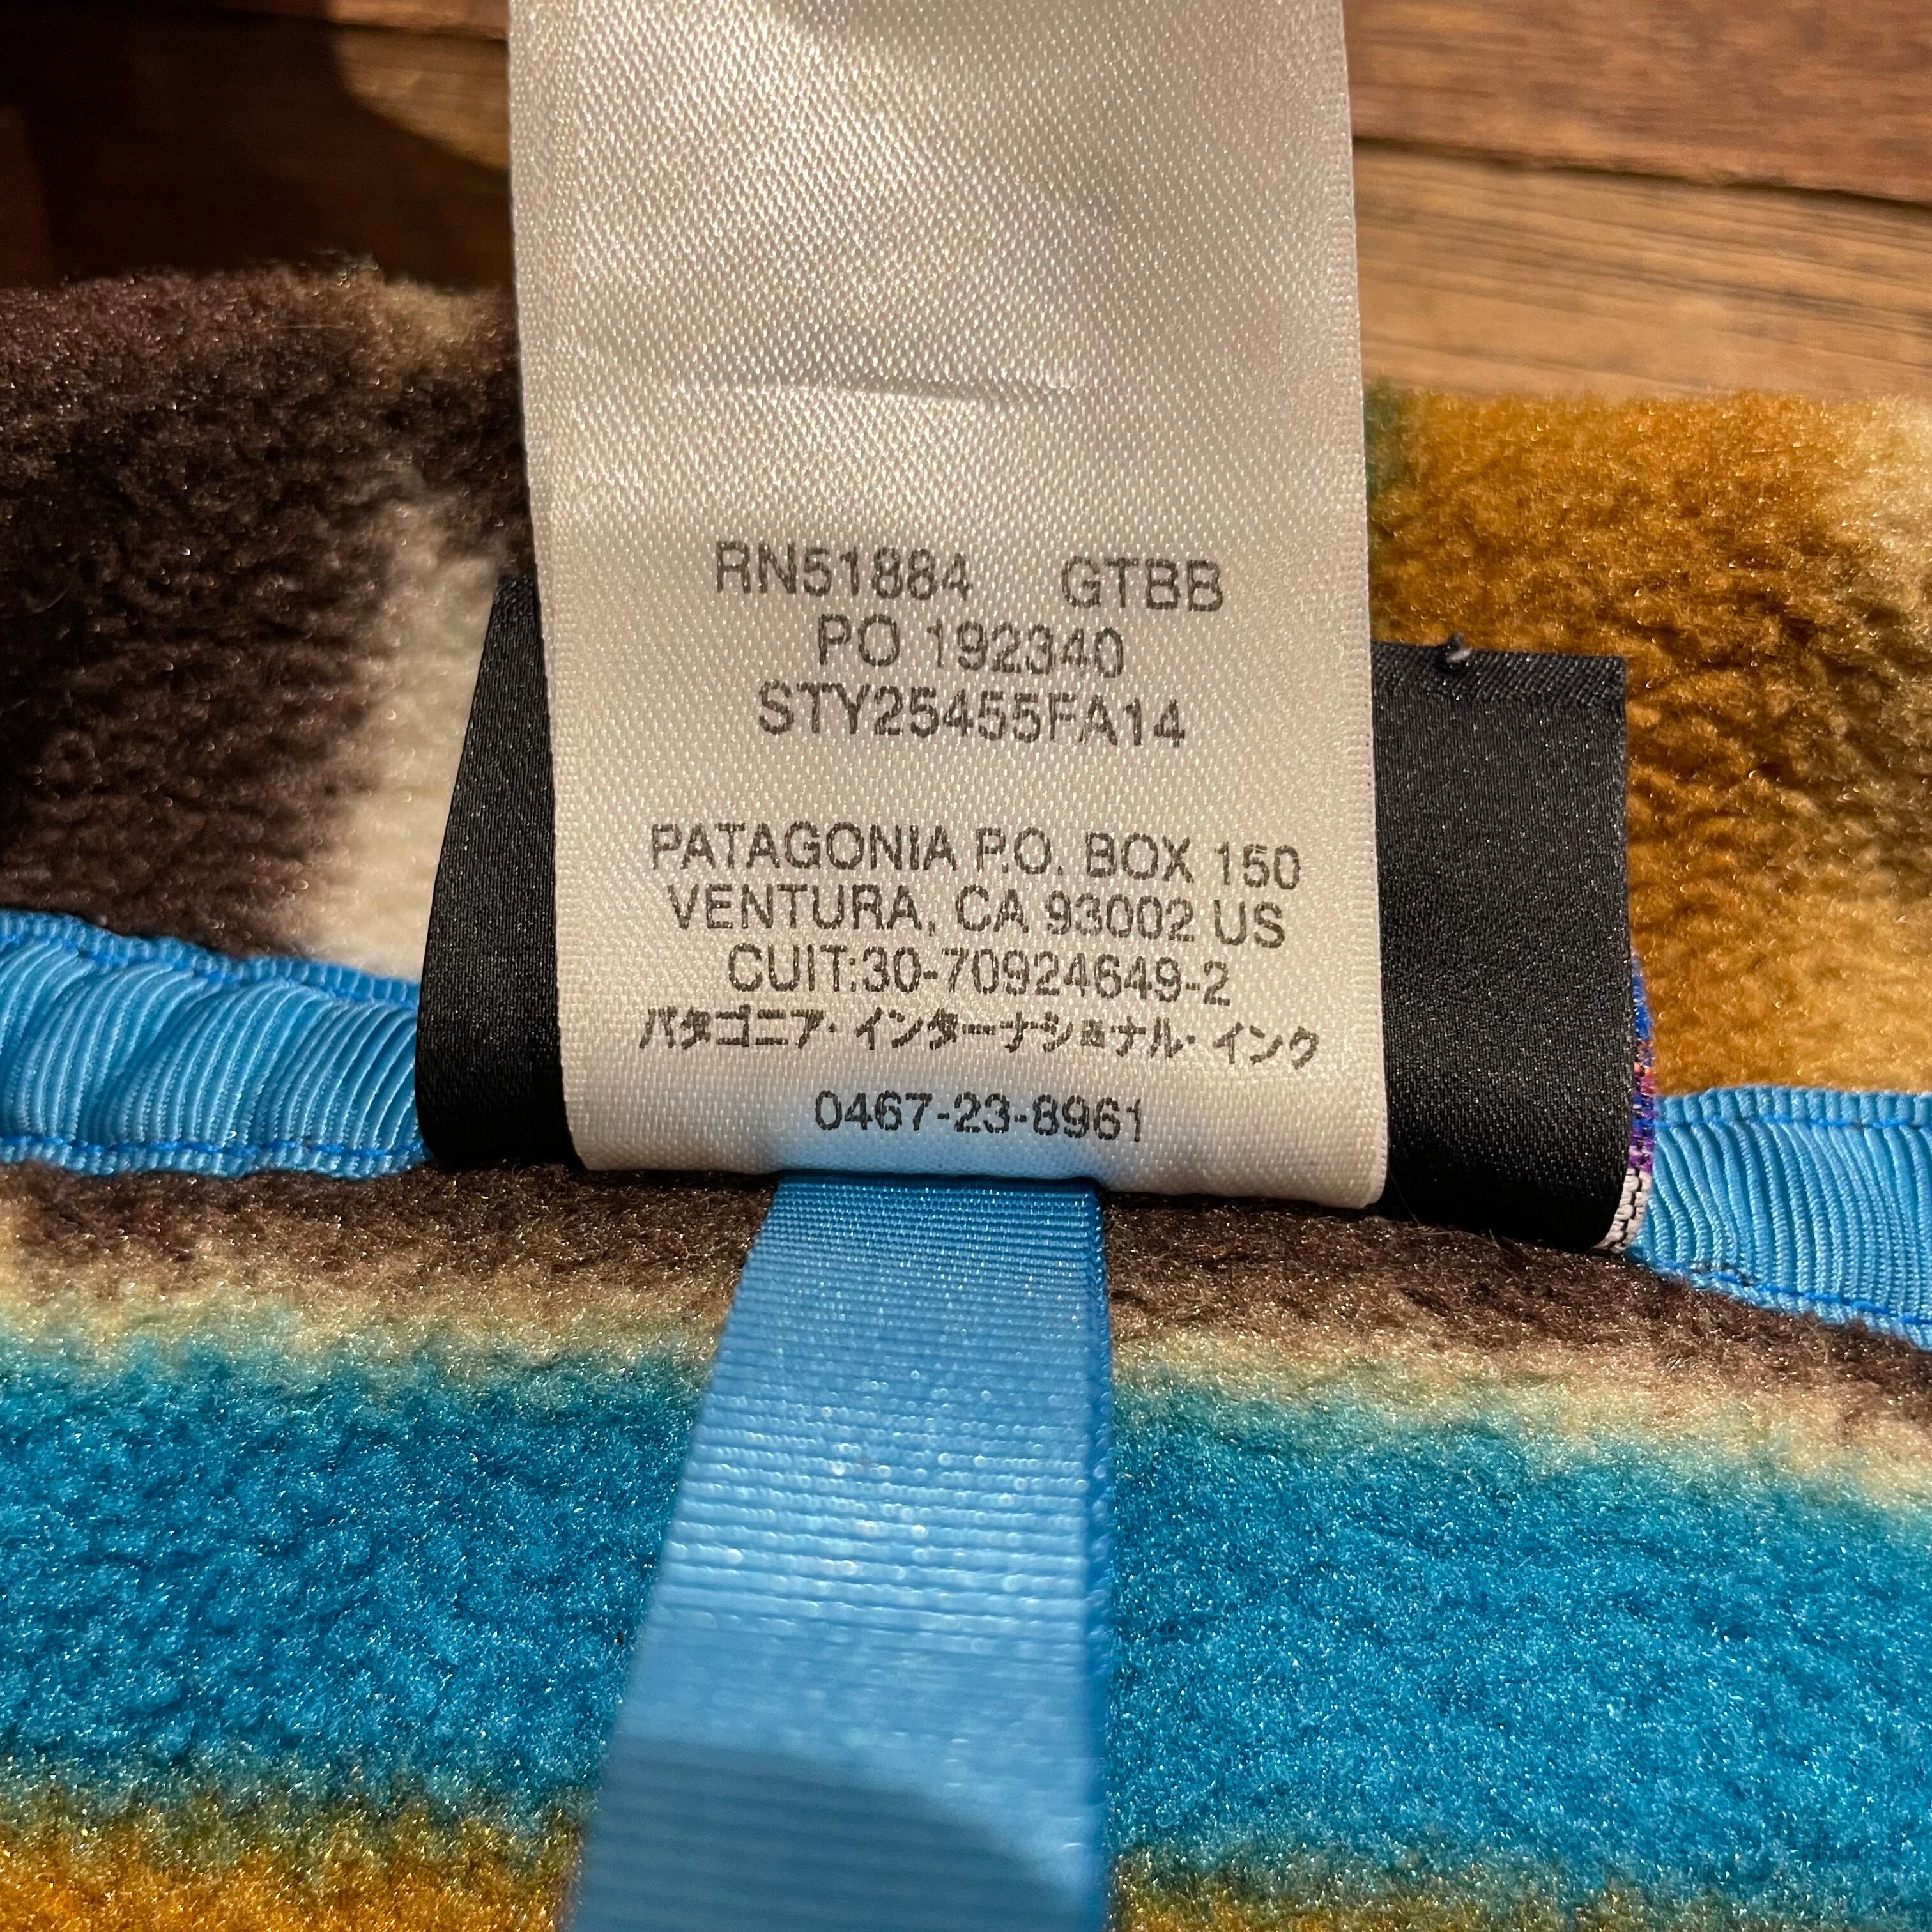 RN51884 GTBB
PO 192340
STY25455FA14
PATAGONIA P.O. BOX 150
VENTURA, CA 93002 US
CUIT:30-70924649-2
パタゴニア・インターナショナル・インク
0467-23-8961